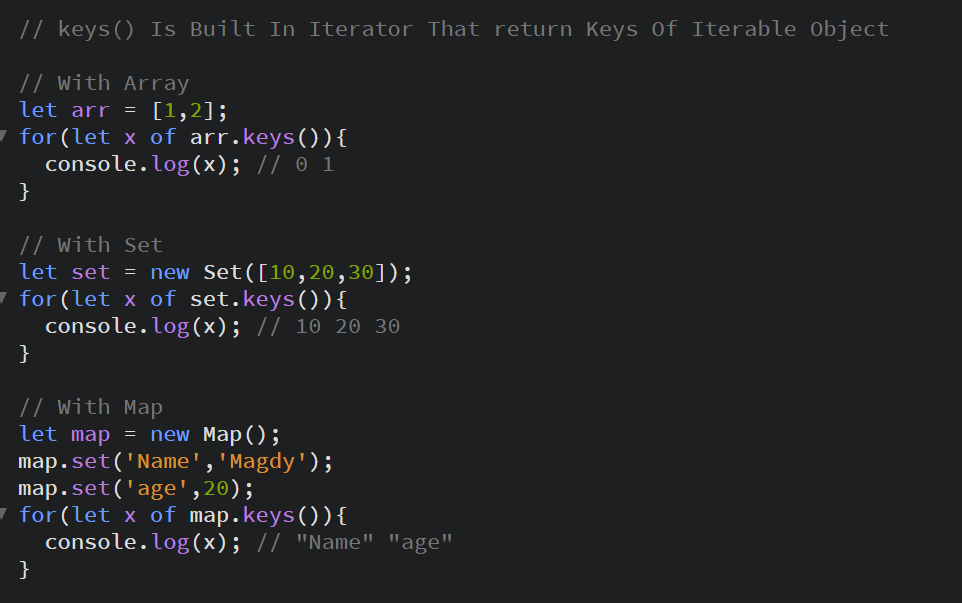 // keys() Is Built In Iterator That return Keys Of Iterable Object
// With Array
let arr = [1,2];
for(let x of arr.keys()){
  console.log(x); // 0 1
}
// With Set
let set = new Set([10,20,30]);
for(let x of set.keys()){
  console.log(x); // 10 20 30
}
// With Map
let map = new Map();
map.set('Name','Magdy');
map.set('age',20);
for(let x of map.keys()){
  console.log(x); // "Name" "age"
}